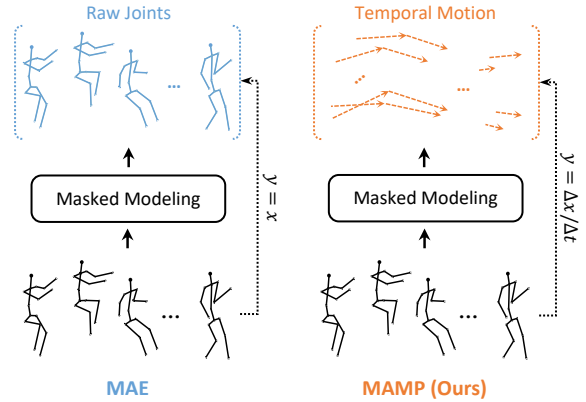 Raw Joints
Temporal Motion
...
...
...
Masked Modeling
Masked Modeling
y = x
y = Δx/Δt
...
...
MAE
MAMP (Ours)